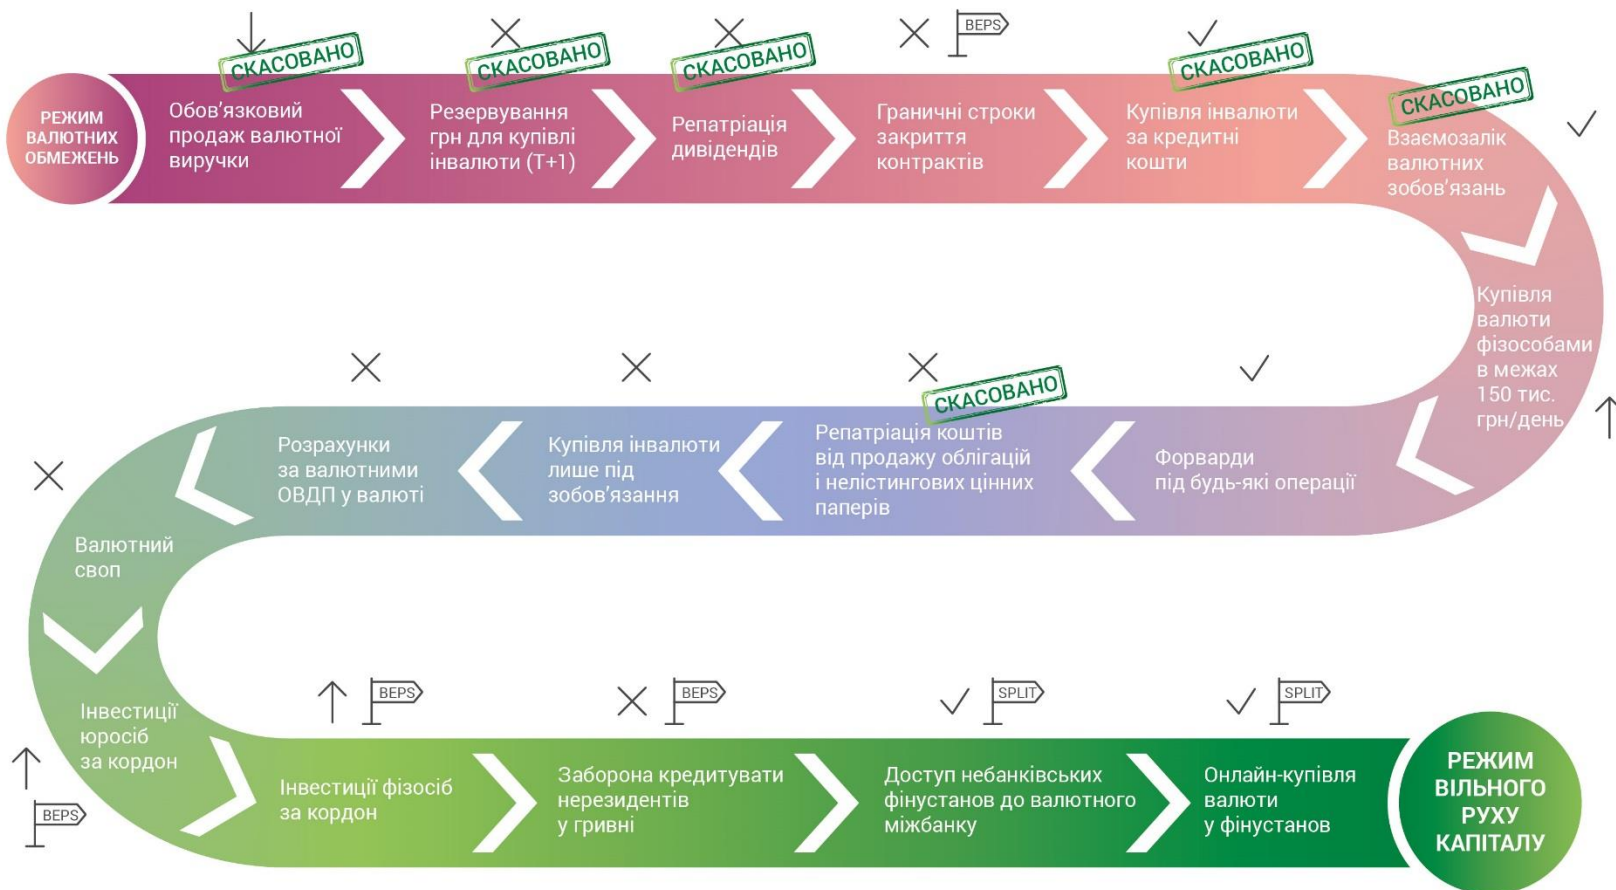 РЕЖИМ
ВАЛЮТНИХ
ОБМЕЖЕНЬ
СКАСОВАНО
Обов'язковий
продаж валютної
виручки
СКАСОВАНО
Резервування
грн для купівлі
інвалюти (Т+1)
СКАСОВАНО
Репатріація
дивідендів
BEPS
Граничні строки
закриття
контрактів
СКАСОВАНО
Купівля інвалюти
за кредитні
кошти
СКАСОВАНО
Взаємозалік
валютних
зобов'язань
Купівля
валюти
фізособами
в межах
150 тис.
грн/день
Форварди
під будь-які операції
СКАСОВАНО
Репатріація коштів
від продажу облігацій
і нелістингових цінних
паперів
Купівля інвалюти
лише під
зобов'язання
Розрахунки
за валютними
ОВДП у валюті
Валютний
своп
Інвестиції
юросіб
за кордон
BEPS
BEPS
Інвестиції фізосіб
за кордон
BEPS
Заборона кредитувати
нерезидентів
у гривні
SPLIT
Доступ небанківських
фінустанов до валютного
міжбанку
SPLIT
Онлайн-купівля
валюти
у фінустанов
РЕЖИМ
ВІЛЬНОГО
РУХУ
КАПІТАЛУ